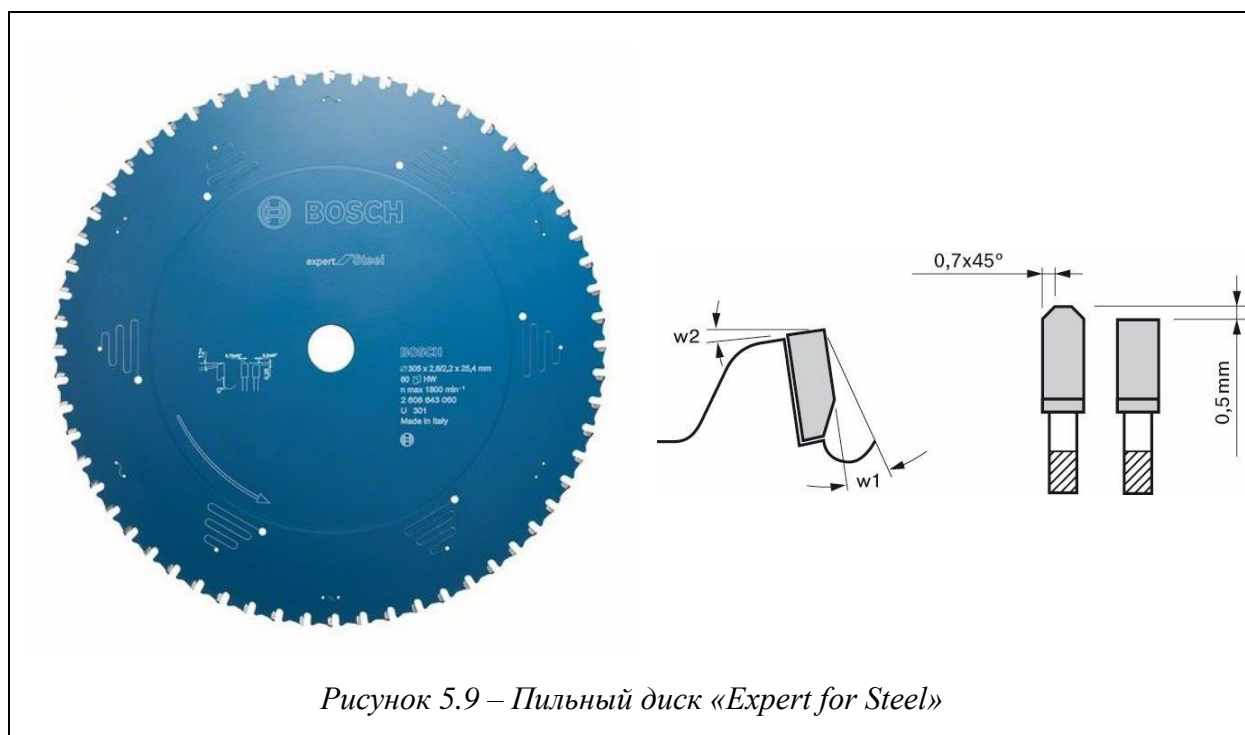 BOSCH
expert for Steel
BOSCH
Ø 305 x 2,6/2,2 x 25,4 mm
60 HW
n max 1800 min⁻¹
2 608 643 060
U 301
Made in Italy
w2
w1
0,7x45°
0,5mm
Рисунок 5.9 – Пильный диск «Expert for Steel»